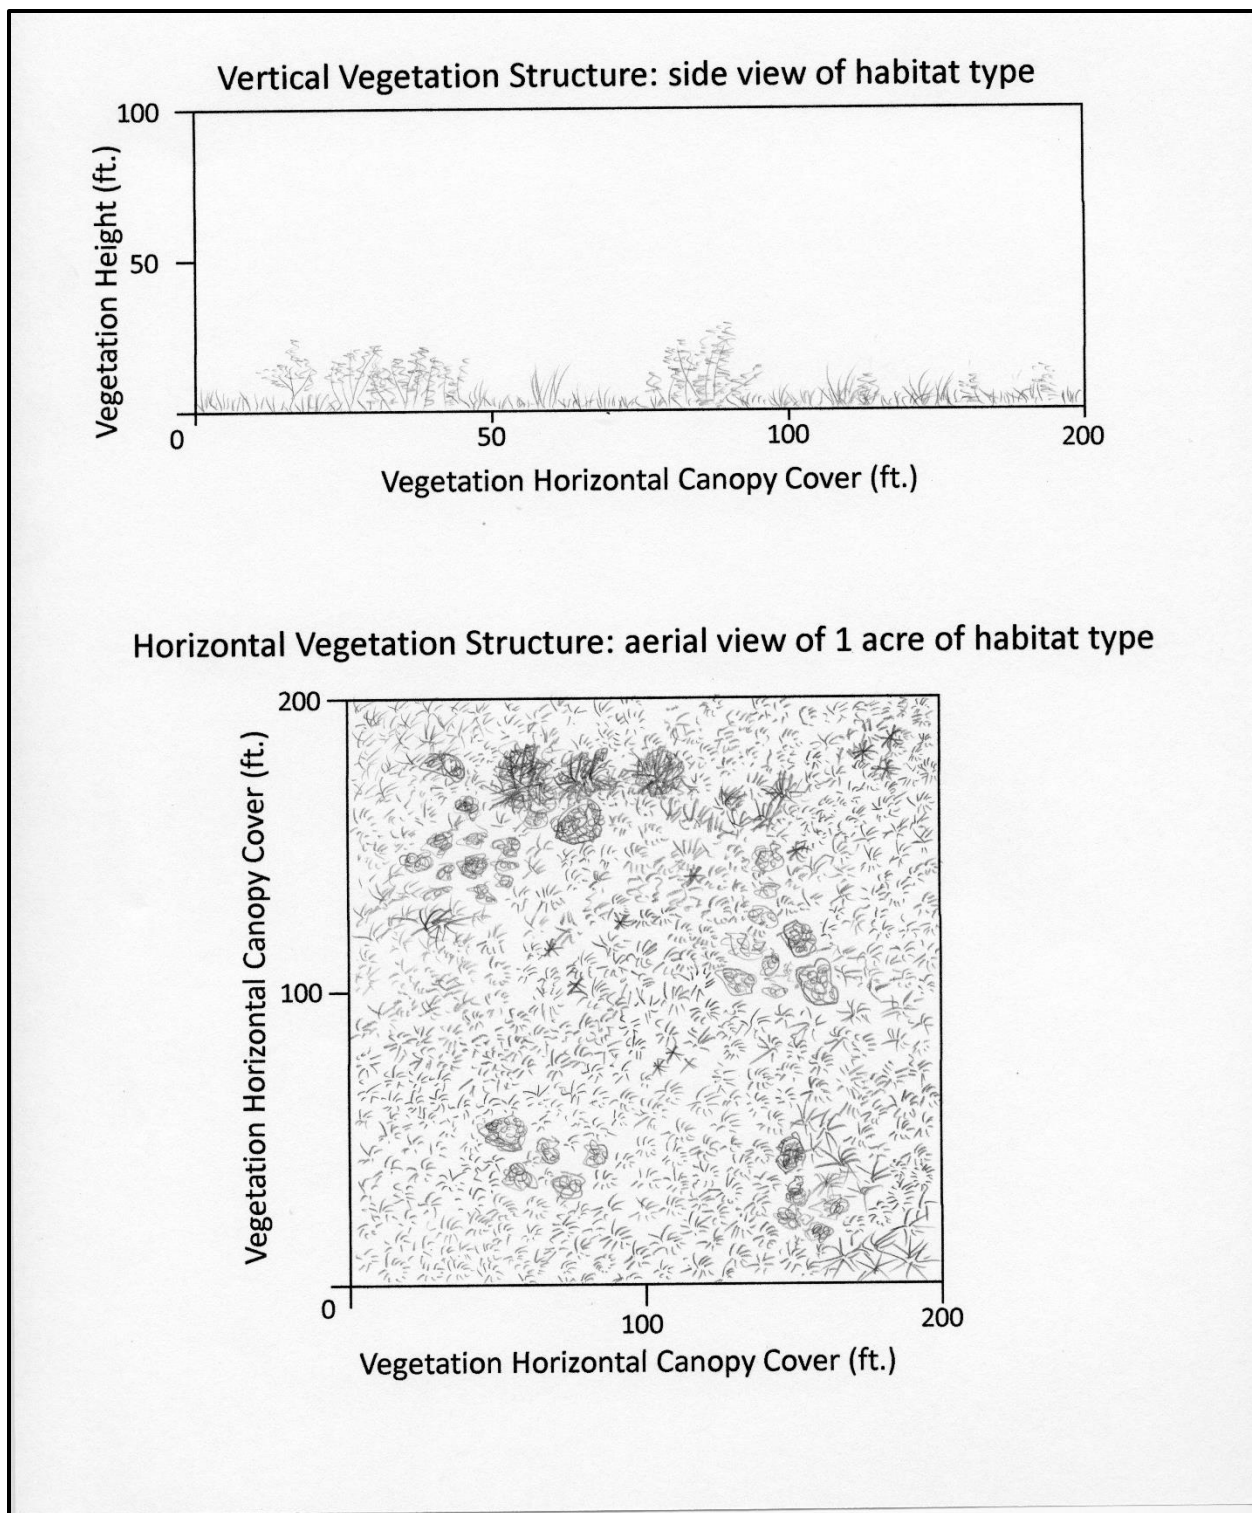 Vertical Vegetation Structure: side view of habitat type
100
Vegetation Height (ft.)
50
0
50
100
200
Vegetation Horizontal Canopy Cover (ft.)
Horizontal Vegetation Structure: aerial view of 1 acre of habitat type
200
Vegetation Horizontal Canopy Cover (ft.)
100
0
100
200
Vegetation Horizontal Canopy Cover (ft.)